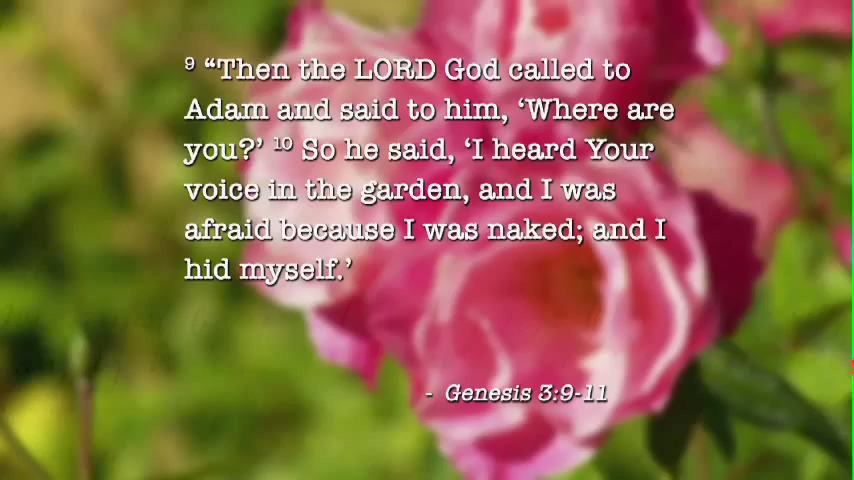 ⁹ “Then the LORD God called to
Adam and said to him, ‘Where are
you?’ ¹⁰ So he said, ‘I heard Your
voice in the garden, and I was
afraid because I was naked; and I
hid myself.’
- Genesis 3:9-11